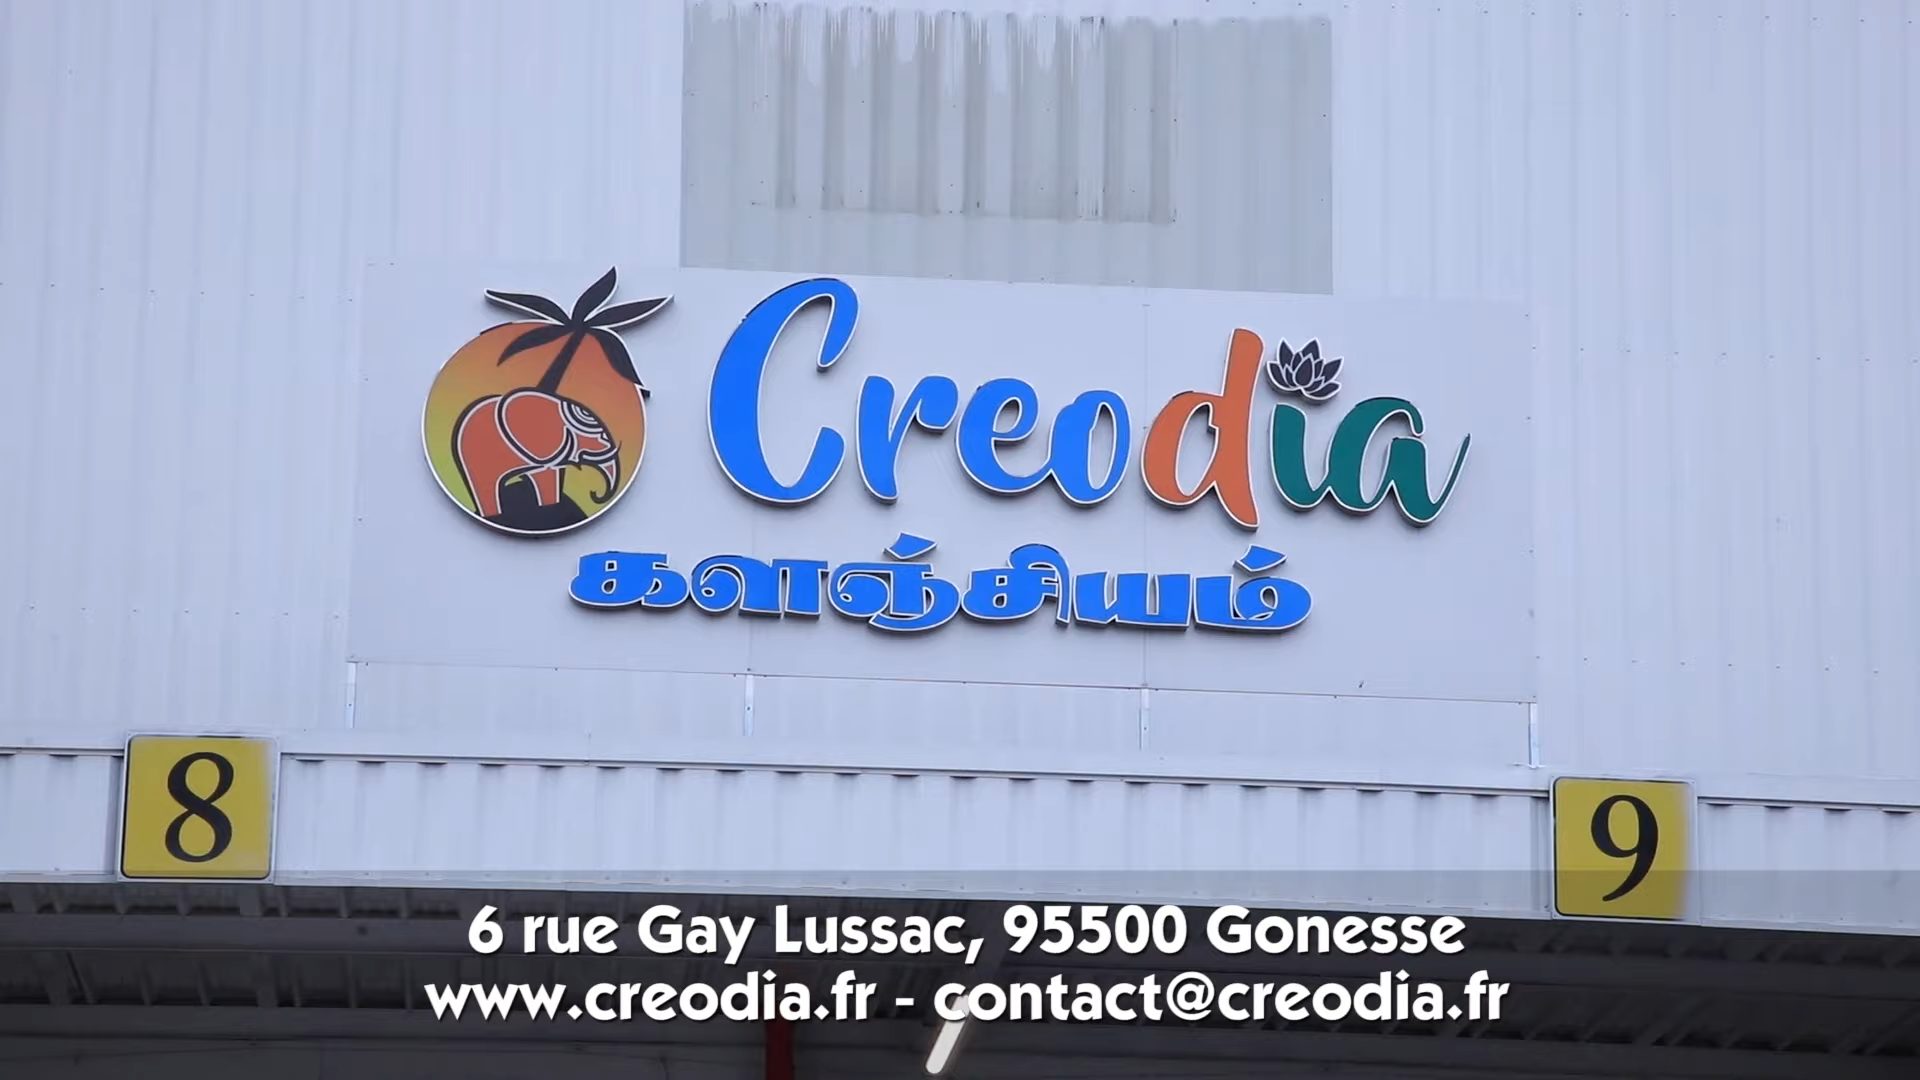 Creodia
களஞ்சியம்
8
9
6 rue Gay Lussac, 95500 Gonesse
www.creodia.fr - contact@creodia.fr